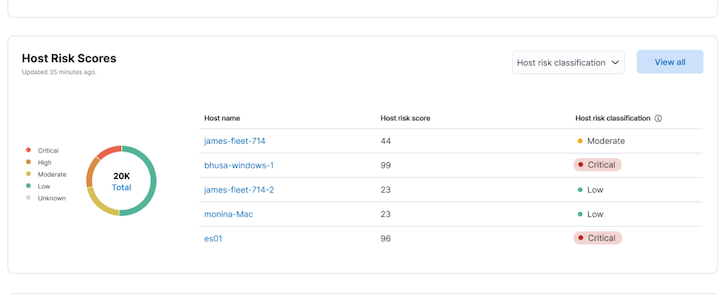 Host Risk Scores
Updated 35 minutes ago.
Host risk classification
View all
Critical
High
Moderate
Low
Unknown
20K
Total
Host name Host risk score Host risk classification
james-fleet-714 44 Moderate
bhusa-windows-1 99 Critical
james-fleet-714-2 23 Low
monina-Mac 23 Low
es01 96 Critical